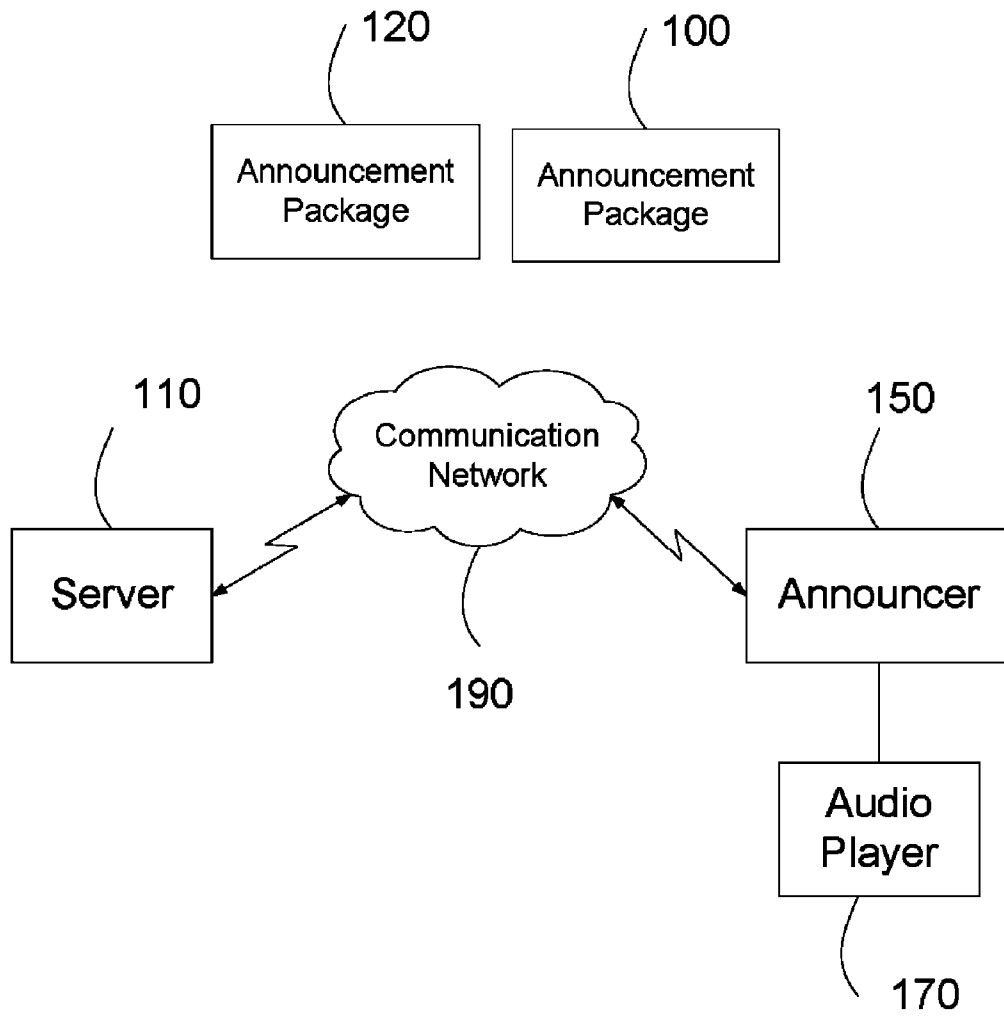 120
100
Announcement
Package
Announcement
Package
110
150
Communication
Network
Server
Announcer
190
Audio
Player
170